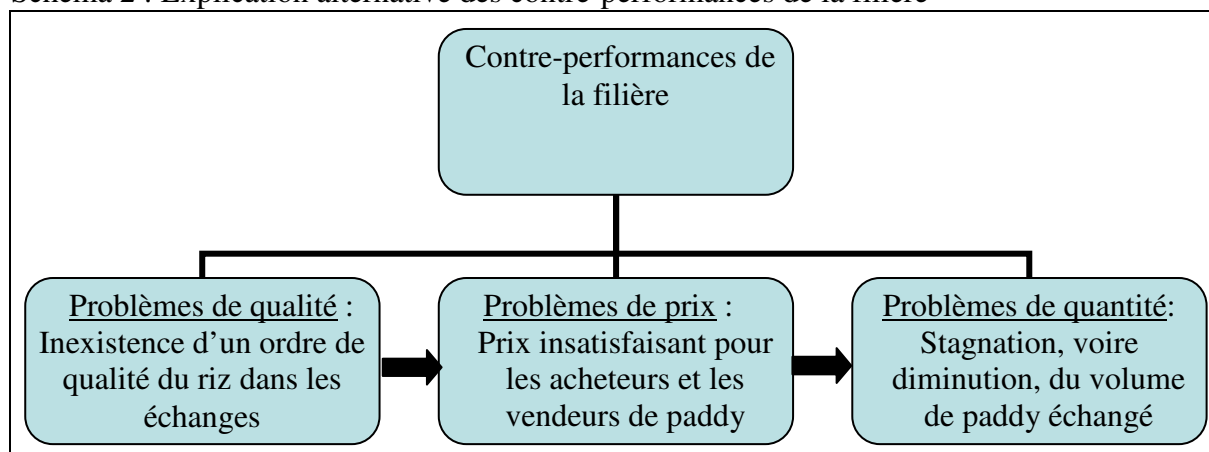 Schéma 2 : Explication alternative des contre-performances de la filière
Contre-performances de
la filière
Problèmes de qualité :
Inexistence d’un ordre de
qualité du riz dans les
échanges
Problèmes de prix :
Prix insatisfaisant pour
les acheteurs et les
vendeurs de paddy
Problèmes de quantité:
Stagnation, voire
diminution, du volume
de paddy échangé